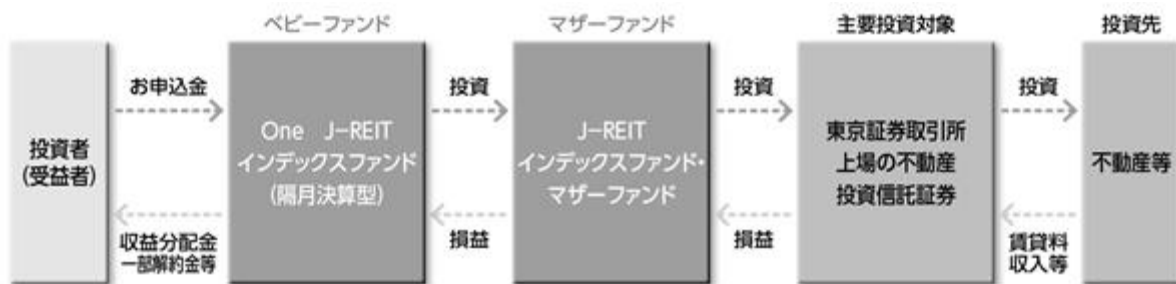 ベビーファンド
マザーファンド
主要投資対象
投資先
投資者
(受益者)
お申込金
収益分配金
一部解約金等
One J-REIT
インデックスファンド
(隔月決算型)
投資
損益
J-REIT
インデックスファンド・
マザーファンド
投資
損益
東京証券取引所
上場の不動産
投資信託証券
投資
賃貸料
収入等
不動産等